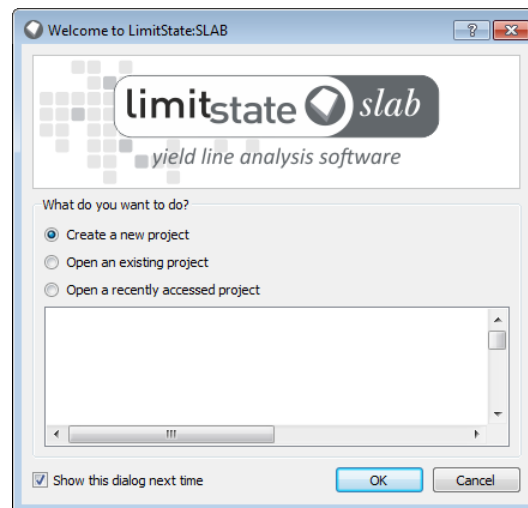 Welcome to LimitState:SLAB
limitstate slab
yield line analysis software
What do you want to do?
Create a new project
Open an existing project
Open a recently accessed project
Show this dialog next time
OK
Cancel